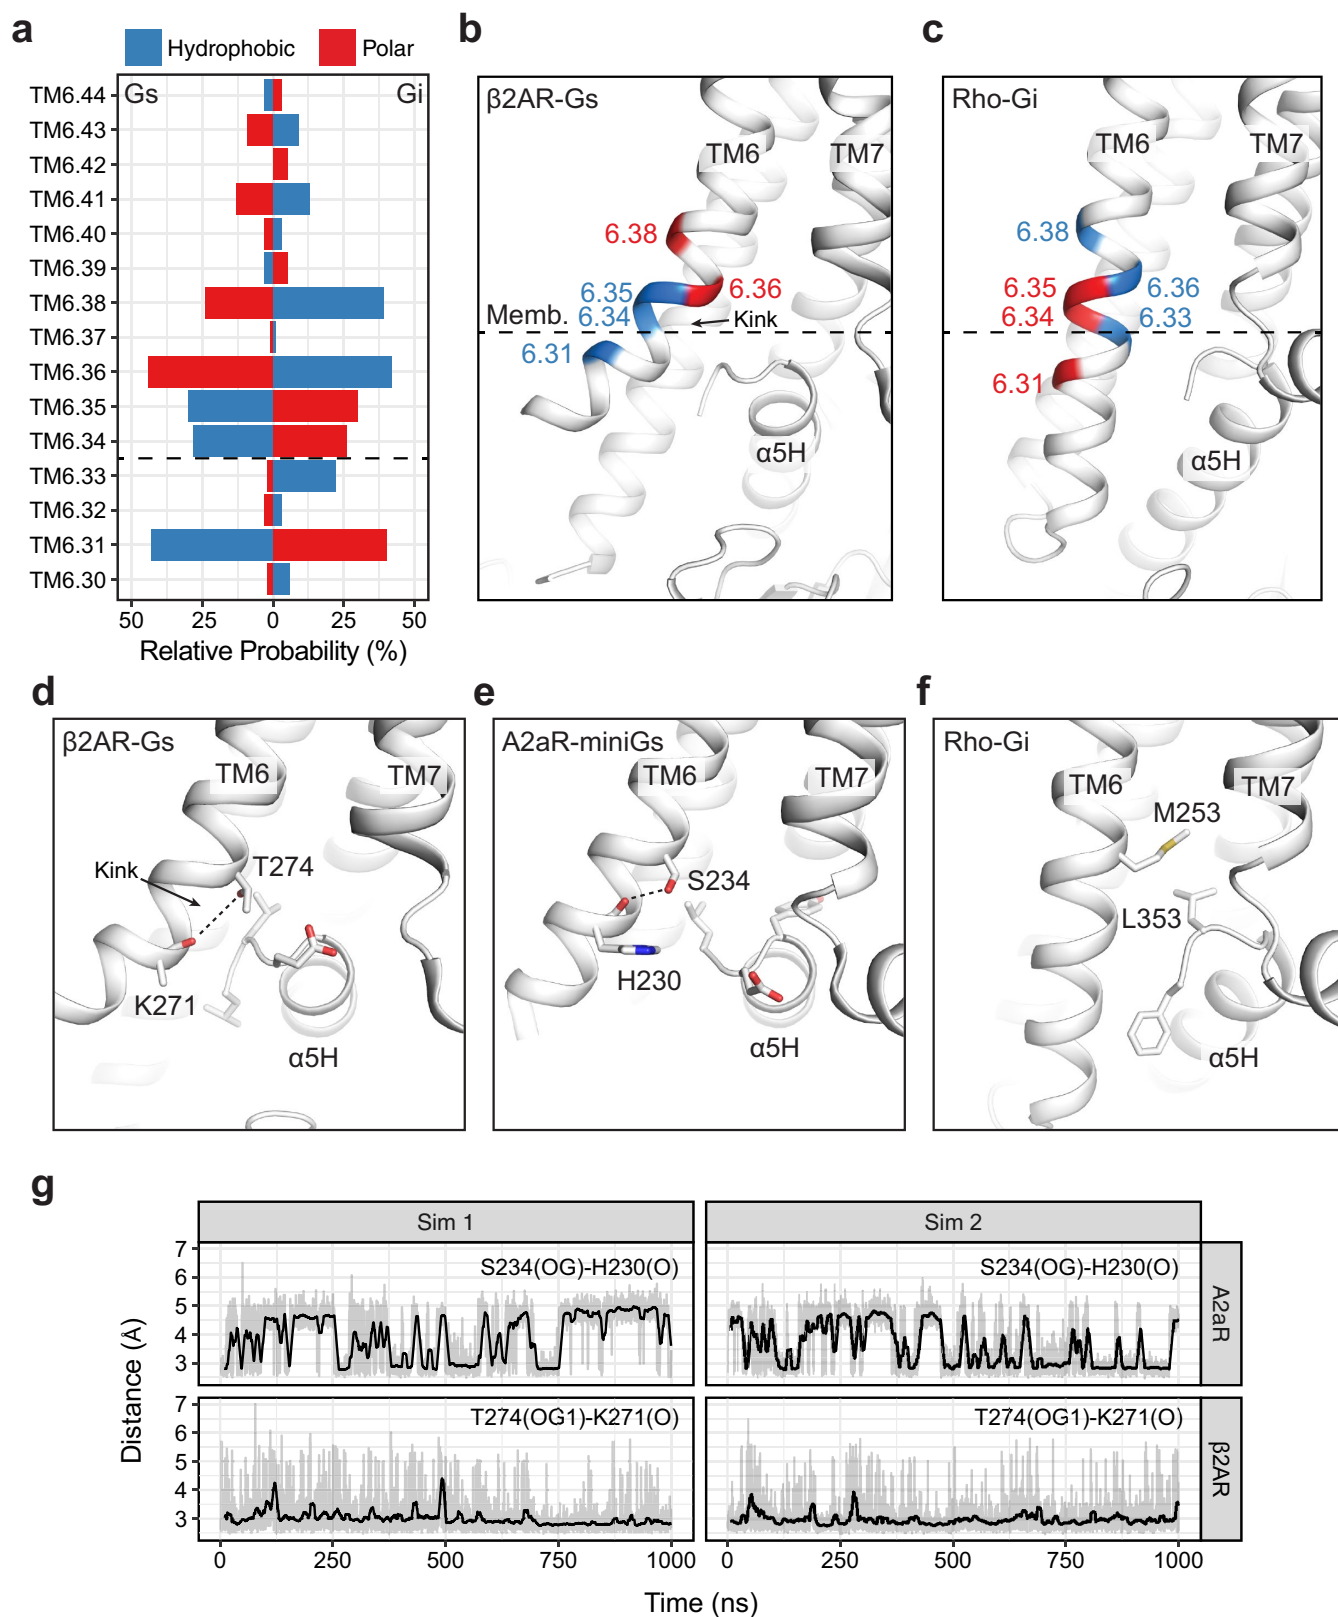 a
Hydrophobic Polar
Gs Gi
TM6.44
TM6.43
TM6.42
TM6.41
TM6.40
TM6.39
TM6.38
TM6.37
TM6.36
TM6.35
TM6.34
TM6.33
TM6.32
TM6.31
TM6.30
50 25 0 25 50
Relative Probability (%)
b
β2AR-Gs
TM6 TM7
6.38
6.35 6.36
Memb. 6.34 Kink
6.31
α5H
c
Rho-Gi
TM6 TM7
6.38
6.35 6.36
6.34 6.33
6.31
α5H
d
β2AR-Gs
TM6 TM7
Kink T274
K271
α5H
e
A2aR-miniGs
TM6 TM7
S234
H230
α5H
f
Rho-Gi
TM6 TM7
M253
L353
α5H
g
Sim 1 Sim 2
S234(OG)-H230(O) S234(OG)-H230(O)
A2aR
7
6
5
4
3
T274(OG1)-K271(O) T274(OG1)-K271(O)
β2AR
7
6
5
4
3
Distance (Å)
0 250 500 750 1000 0 250 500 750 1000
Time (ns)